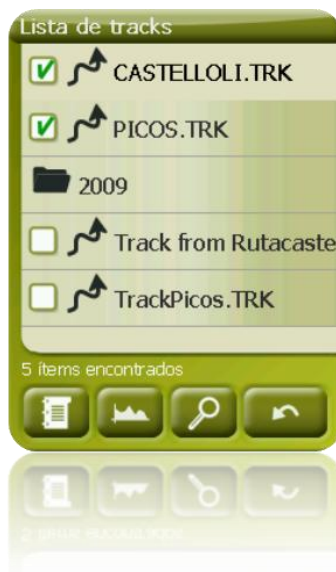 Lista de tracks
CASTELLOLI.TRK
PICOS.TRK
2009
Track from Rutacaste
TrackPicos.TRK
5 ítems encontrados